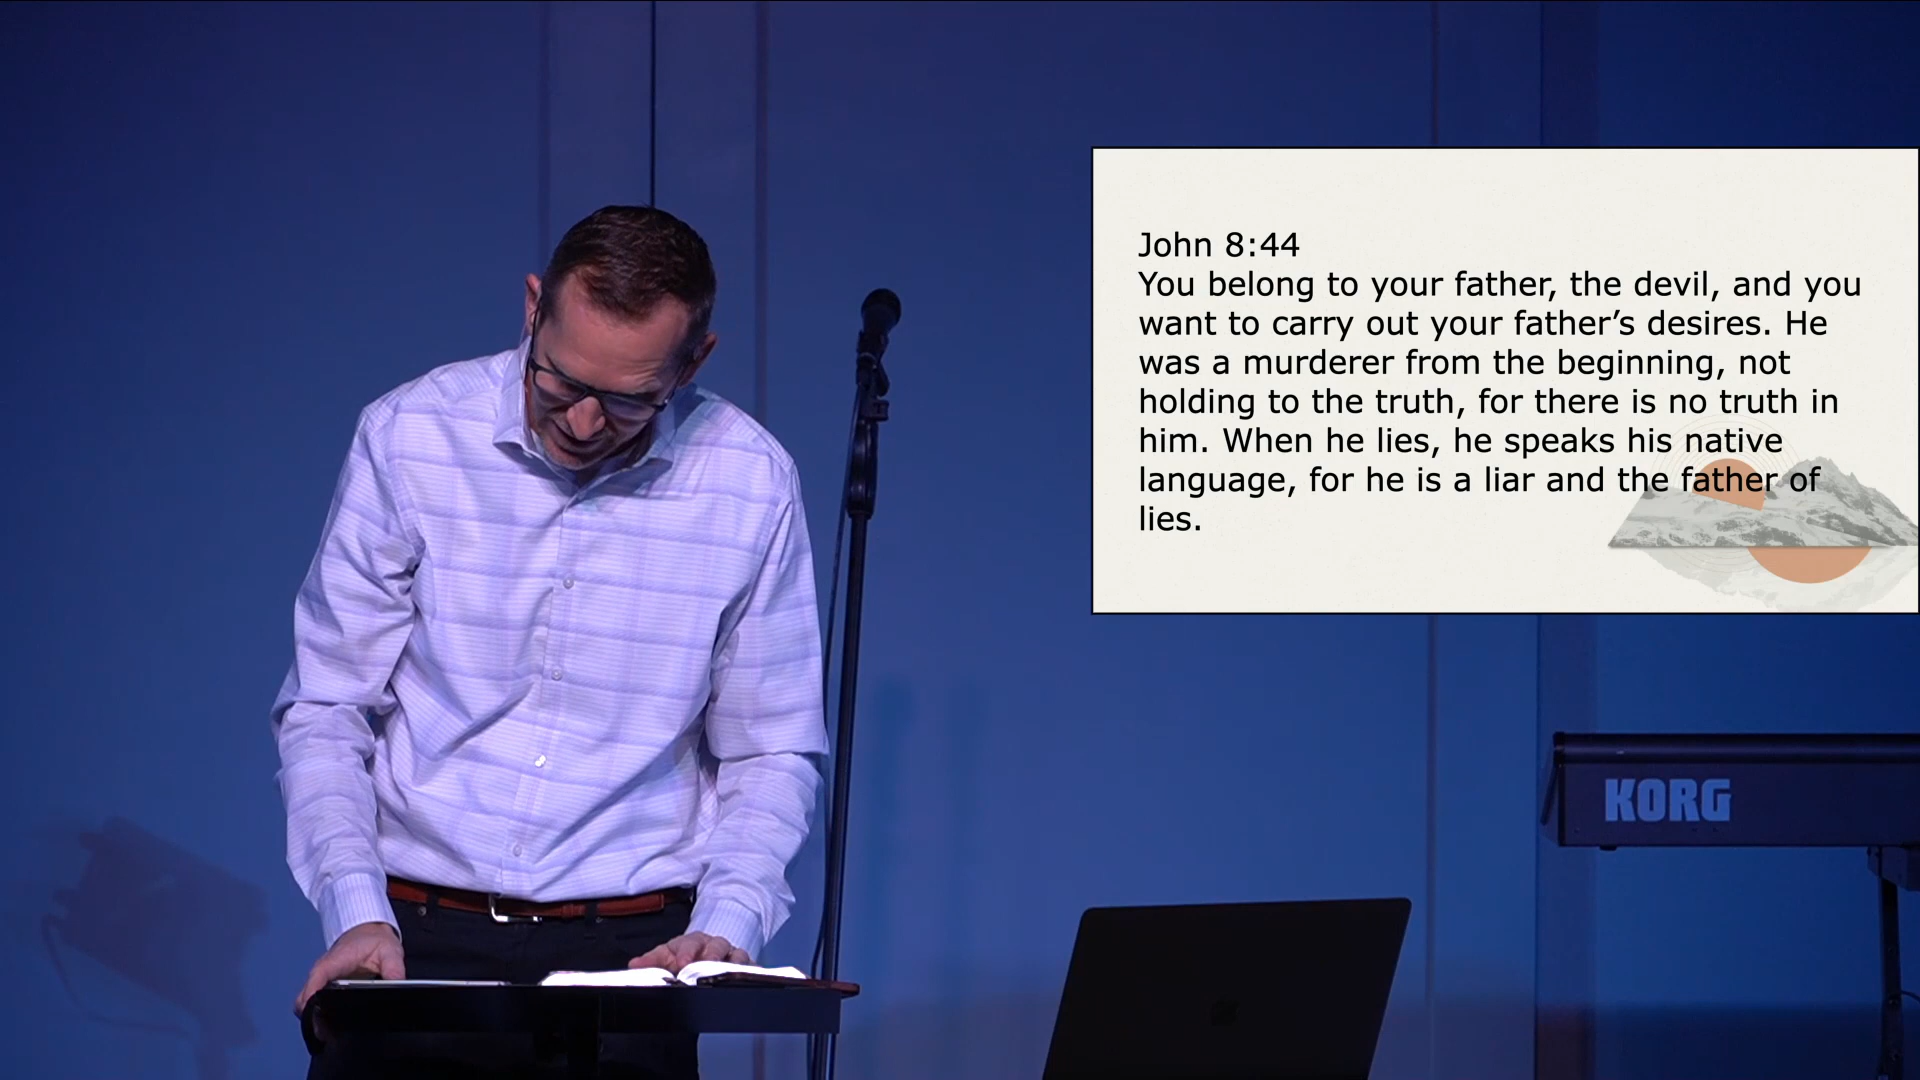 John 8:44
You belong to your father, the devil, and you
want to carry out your father’s desires. He
was a murderer from the beginning, not
holding to the truth, for there is no truth in
him. When he lies, he speaks his native
language, for he is a liar and the father of
lies.
KORG